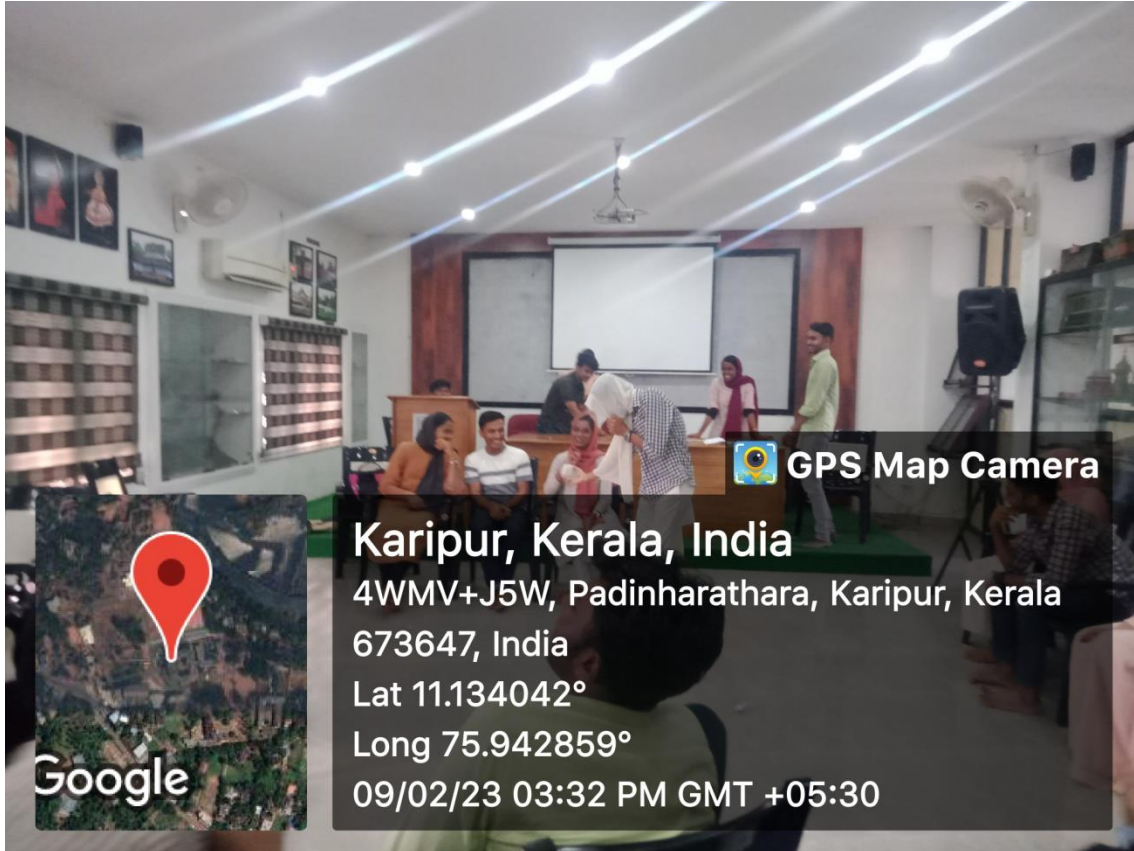 GPS Map Camera
Karipur, Kerala, India
4WMV+J5W, Padinharathara, Karipur, Kerala
673647, India
Lat 11.134042°
Long 75.942859°
09/02/23 03:32 PM GMT +05:30
Google